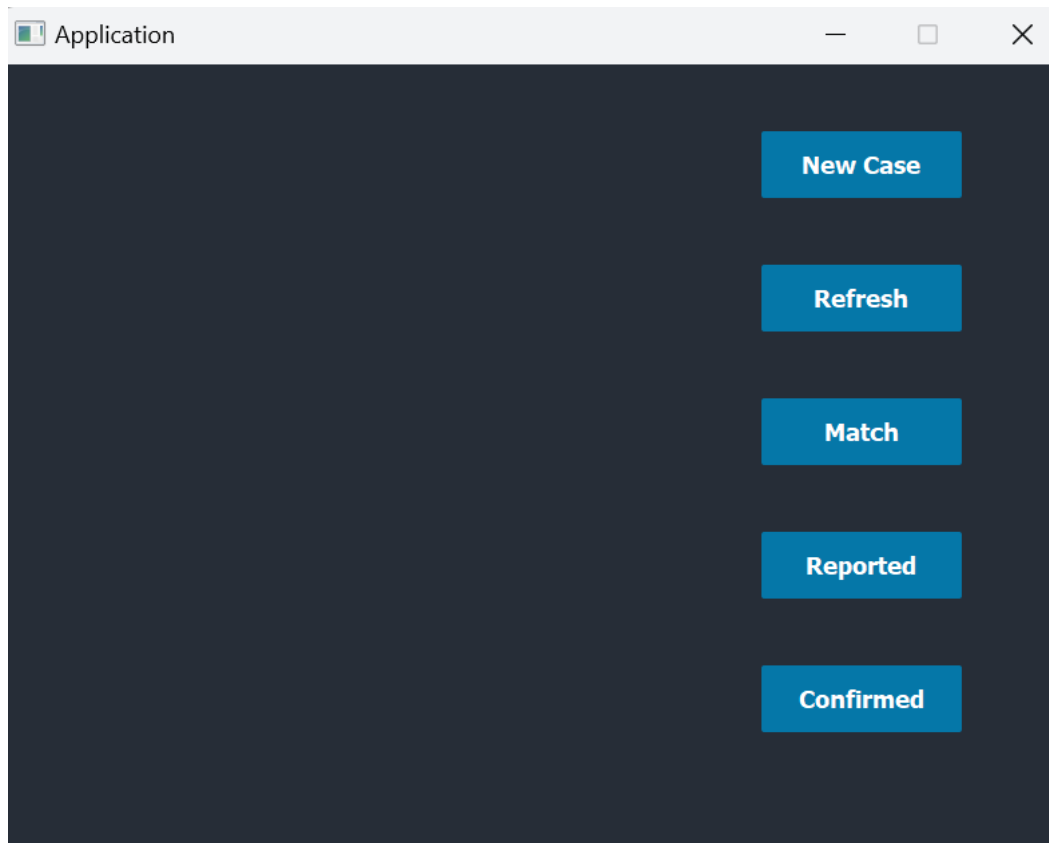 Application
New Case
Refresh
Match
Reported
Confirmed